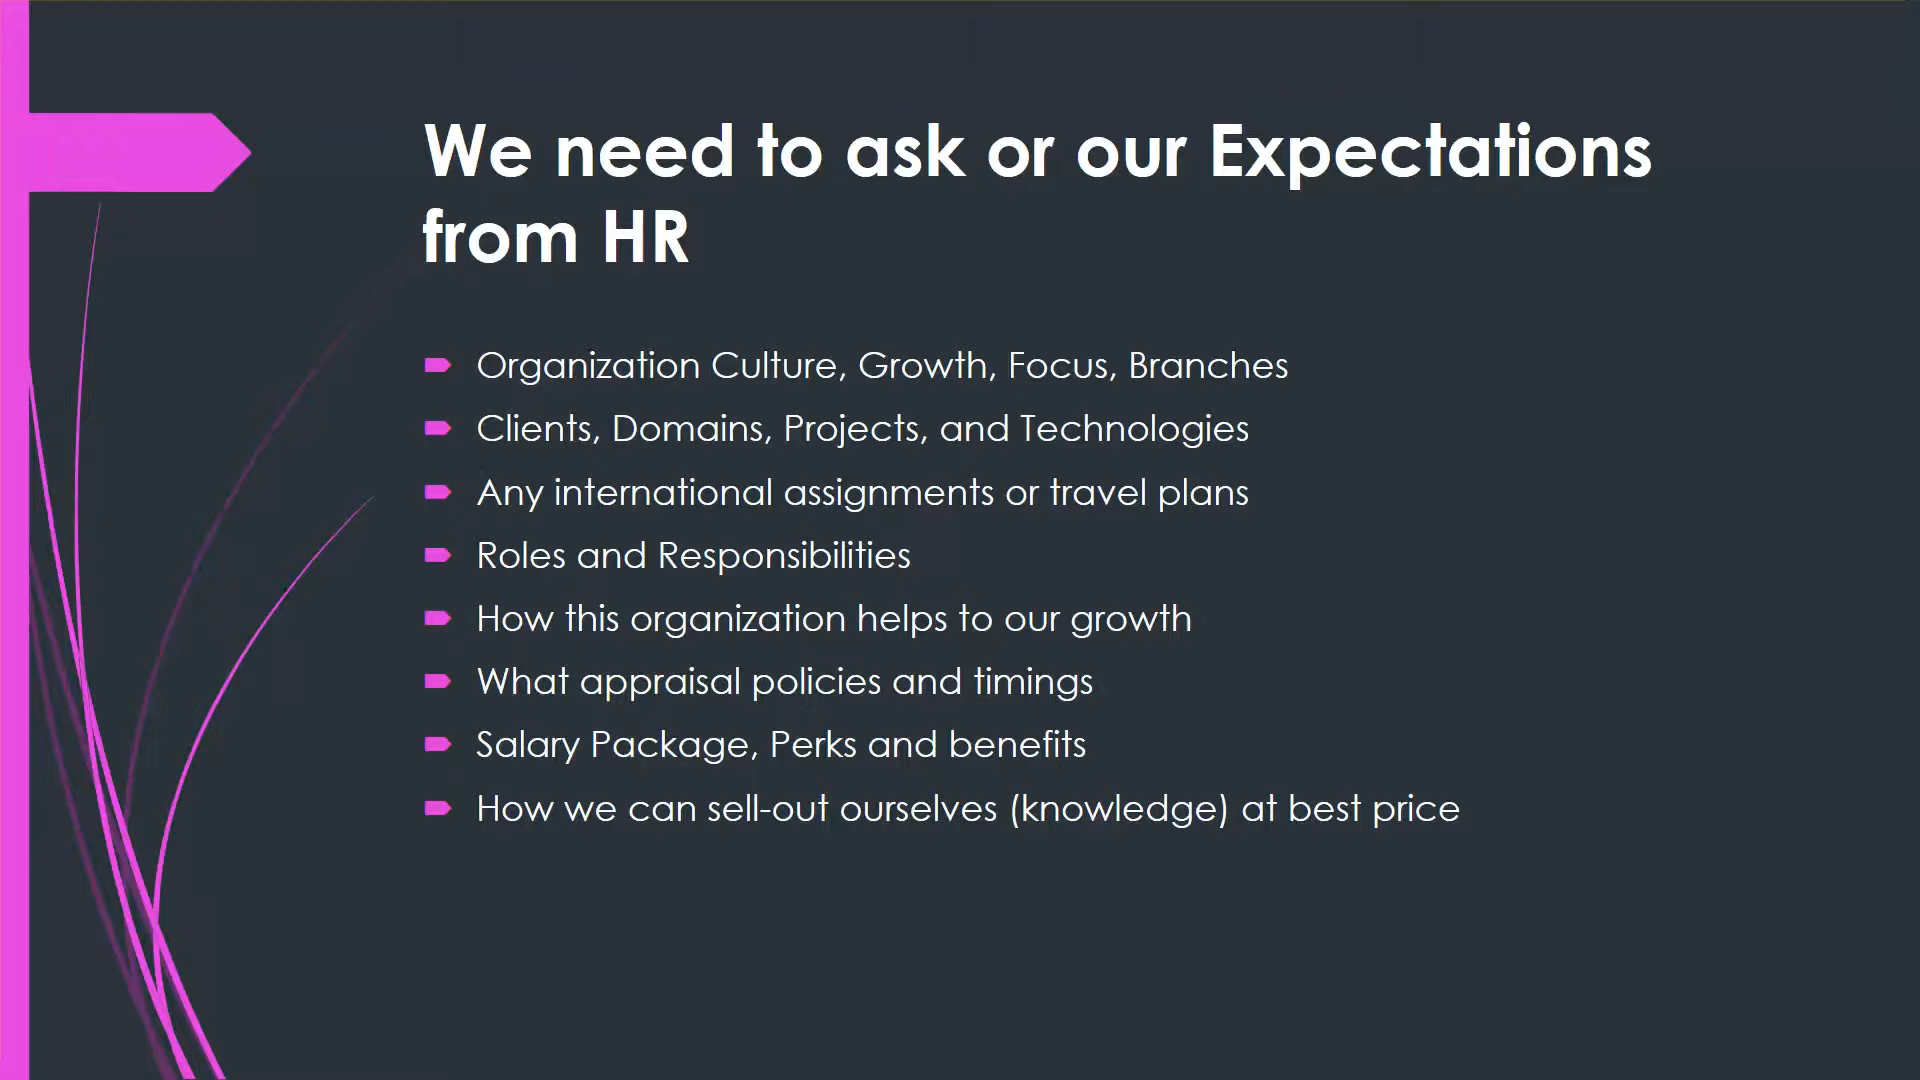 We need to ask or our Expectations
from HR
Organization Culture, Growth, Focus, Branches
Clients, Domains, Projects, and Technologies
Any international assignments or travel plans
Roles and Responsibilities
How this organization helps to our growth
What appraisal policies and timings
Salary Package, Perks and benefits
How we can sell-out ourselves (knowledge) at best price